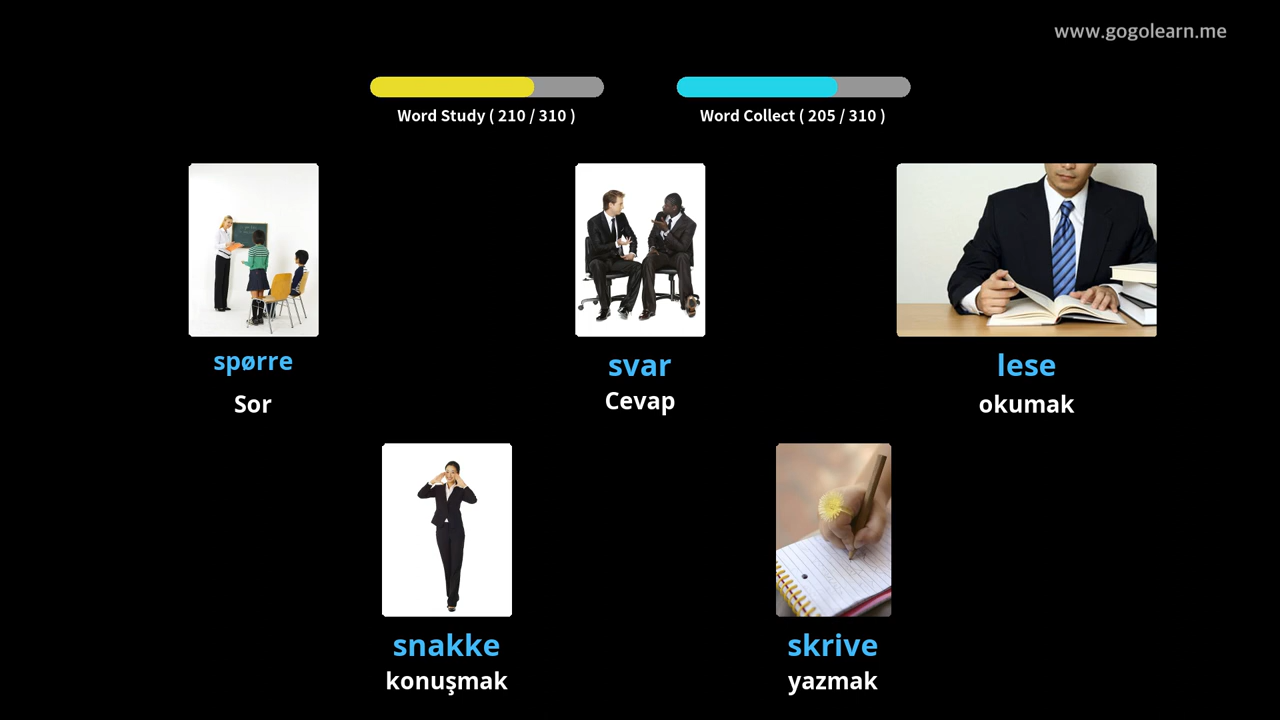 www.gogolearn.me
Word Study ( 210 / 310 )
Word Collect ( 205 / 310 )
spørre
Sor
svar
Cevap
lese
okumak
snakke
konuşmak
skrive
yazmak